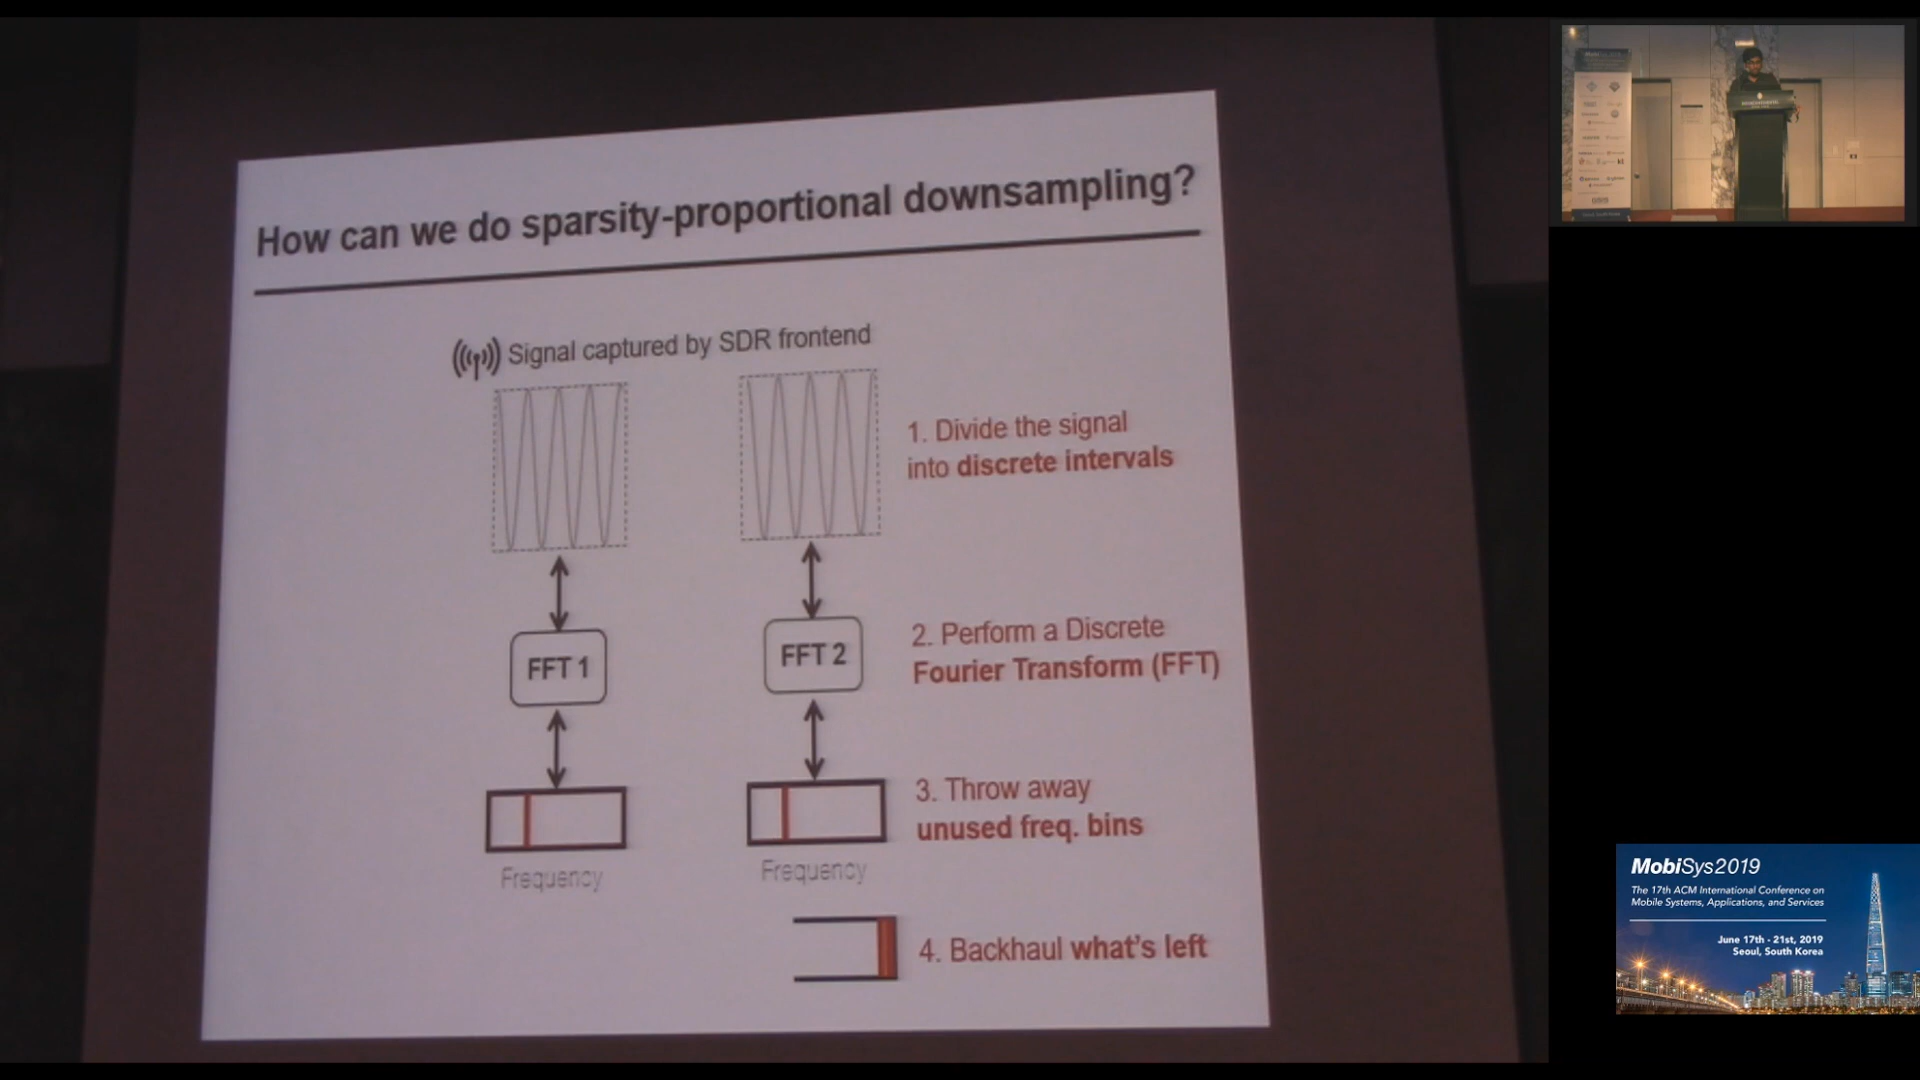 How can we do sparsity-proportional downsampling?
Signal captured by SDR frontend
1. Divide the signal
into discrete intervals
FFT 1
FFT 2
2. Perform a Discrete
Fourier Transform (FFT)
3. Throw away
unused freq. bins
Frequency
Frequency
4. Backhaul what's left
MobiSys2019
The 17th ACM International Conference on
Mobile Systems, Applications, and Services
June 17th - 21st, 2019
Seoul, South Korea